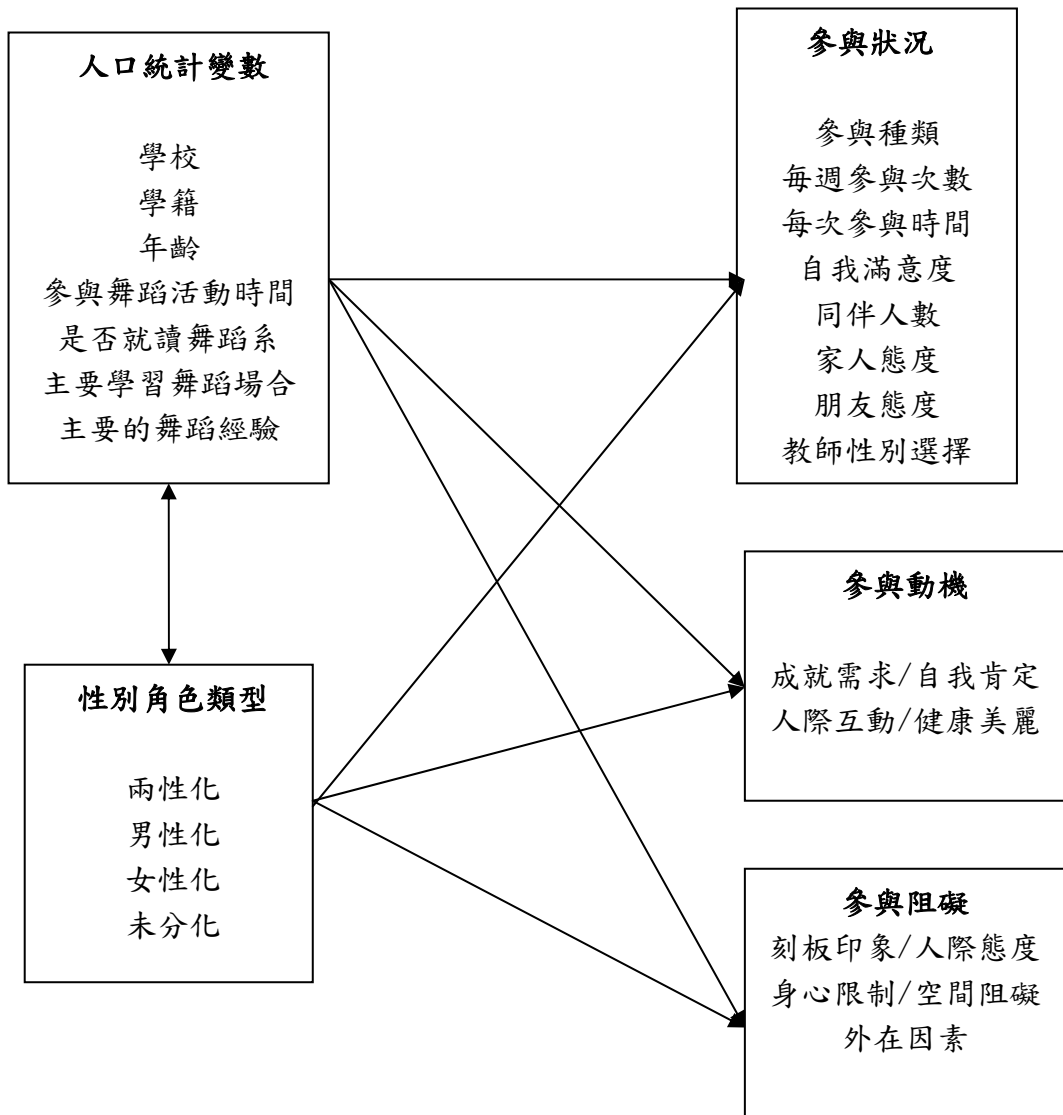 人口統計變數
學校
學籍
年齡
參與舞蹈活動時間
是否就讀舞蹈系
主要學習舞蹈場合
主要的舞蹈經驗
性別角色類型
兩性化
男性化
女性化
未分化
參與狀況
參與種類
每週參與次數
每次參與時間
自我滿意度
同伴人數
家人態度
朋友態度
教師性別選擇
參與動機
成就需求/自我肯定
人際互動/健康美麗
參與阻礙
刻板印象/人際態度
身心限制/空間阻礙
外在因素